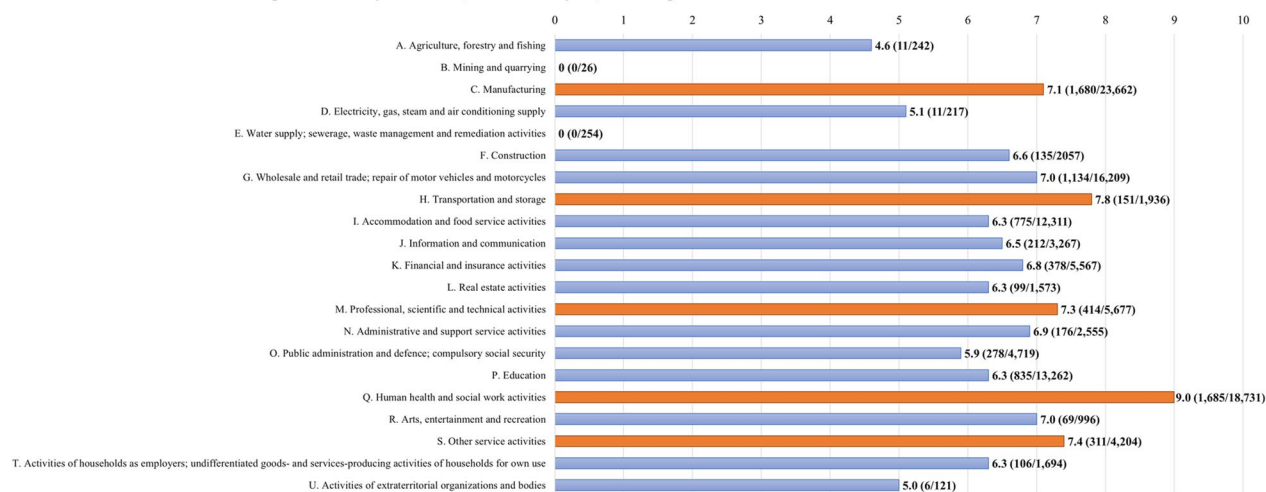 0 1 2 3 4 5 6 7 8 9 10
A. Agriculture, forestry and fishing 4.6 (11/242)
B. Mining and quarrying 0 (0/26)
C. Manufacturing 7.1 (1,680/23,662)
D. Electricity, gas, steam and air conditioning supply 5.1 (11/217)
E. Water supply; sewerage, waste management and remediation activities 0 (0/254)
F. Construction 6.6 (135/2057)
G. Wholesale and retail trade; repair of motor vehicles and motorcycles 7.0 (1,134/16,209)
H. Transportation and storage 7.8 (151/1,936)
I. Accommodation and food service activities 6.3 (775/12,311)
J. Information and communication 6.5 (212/3,267)
K. Financial and insurance activities 6.8 (378/5,567)
L. Real estate activities 6.3 (99/1,573)
M. Professional, scientific and technical activities 7.3 (414/5,677)
N. Administrative and support service activities 6.9 (176/2,555)
O. Public administration and defence; compulsory social security 5.9 (278/4,719)
P. Education 6.3 (835/13,262)
Q. Human health and social work activities 9.0 (1,685/18,731)
R. Arts, entertainment and recreation 7.0 (69/996)
S. Other service activities 7.4 (311/4,204)
T. Activities of households as employers; undifferentiated goods- and services-producing activities of households for own use 6.3 (106/1,694)
U. Activities of extraterritorial organizations and bodies 5.0 (6/121)